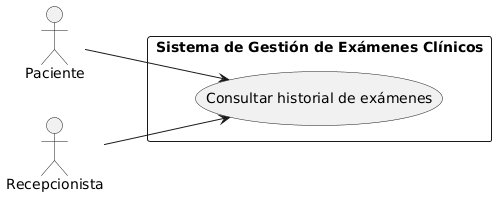 Sistema de Gestión de Exámenes Clínicos
Paciente
Consultar historial de exámenes
Recepcionista